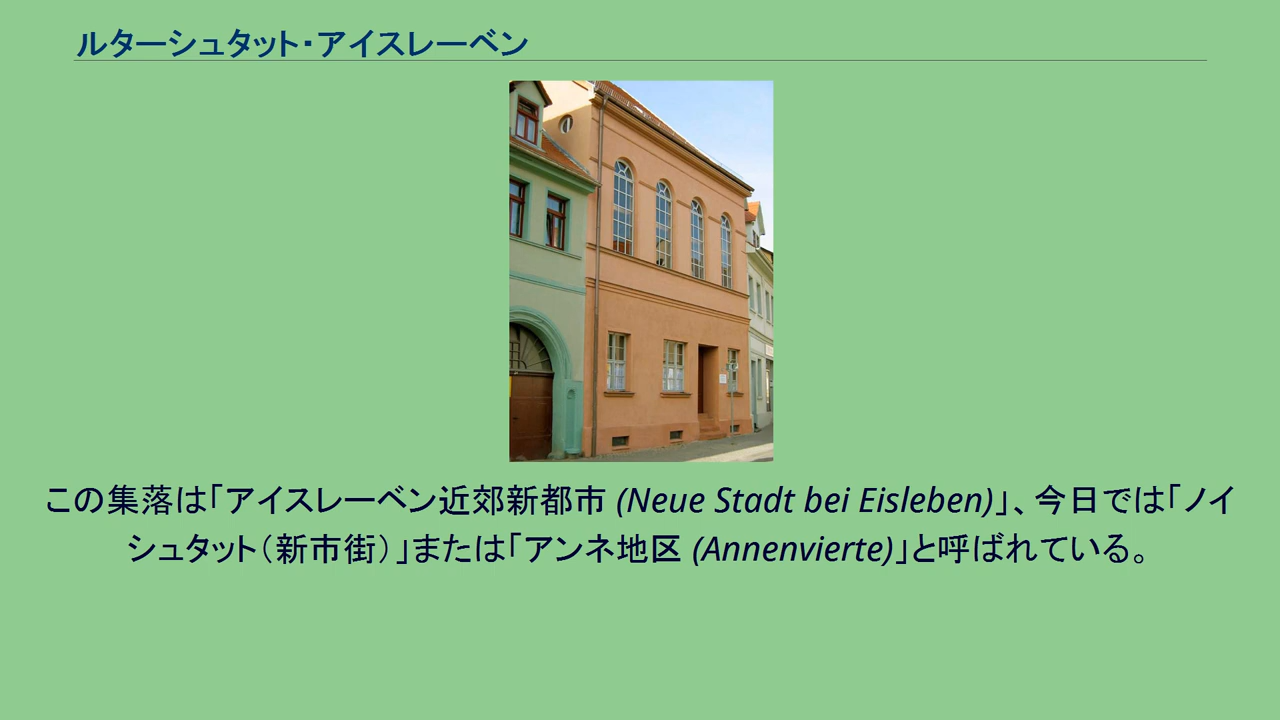 ルターシュタット・アイスレーベン
この集落は「アイスレーベン近郊新都市 (Neue Stadt bei Eisleben)」、今日では「ノイ
シュタット（新市街）」または「アンネ地区 (Annenvierte)」と呼ばれている。